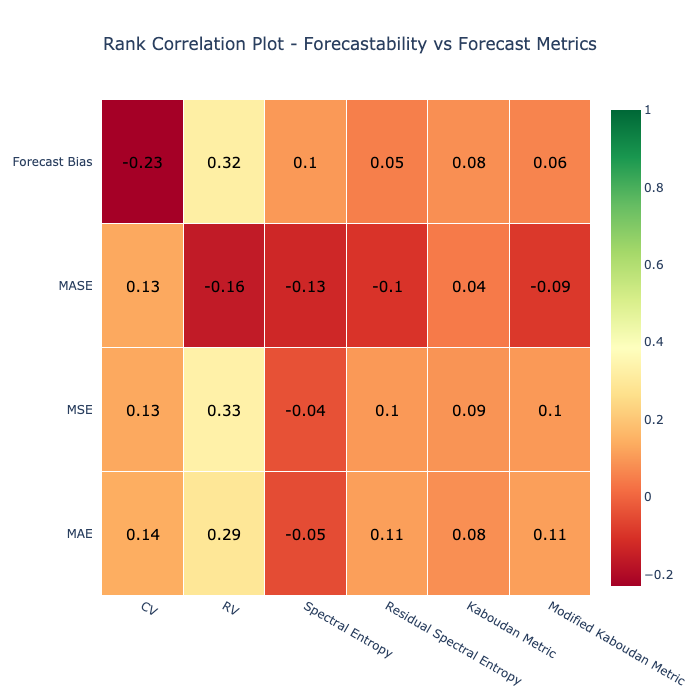 Rank Correlation Plot - Forecastability vs Forecast Metrics
Forecast Bias
-0.23
0.32
0.1
0.05
0.08
0.06
MASE
0.13
-0.16
-0.13
-0.1
0.04
-0.09
MSE
0.13
0.33
-0.04
0.1
0.09
0.1
MAE
0.14
0.29
-0.05
0.11
0.08
0.11
CV
RV
Spectral Entropy
Residual Spectral Entropy
Kaboudan Metric
Modified Kaboudan Metric
1
0.8
0.6
0.4
0.2
0
−0.2